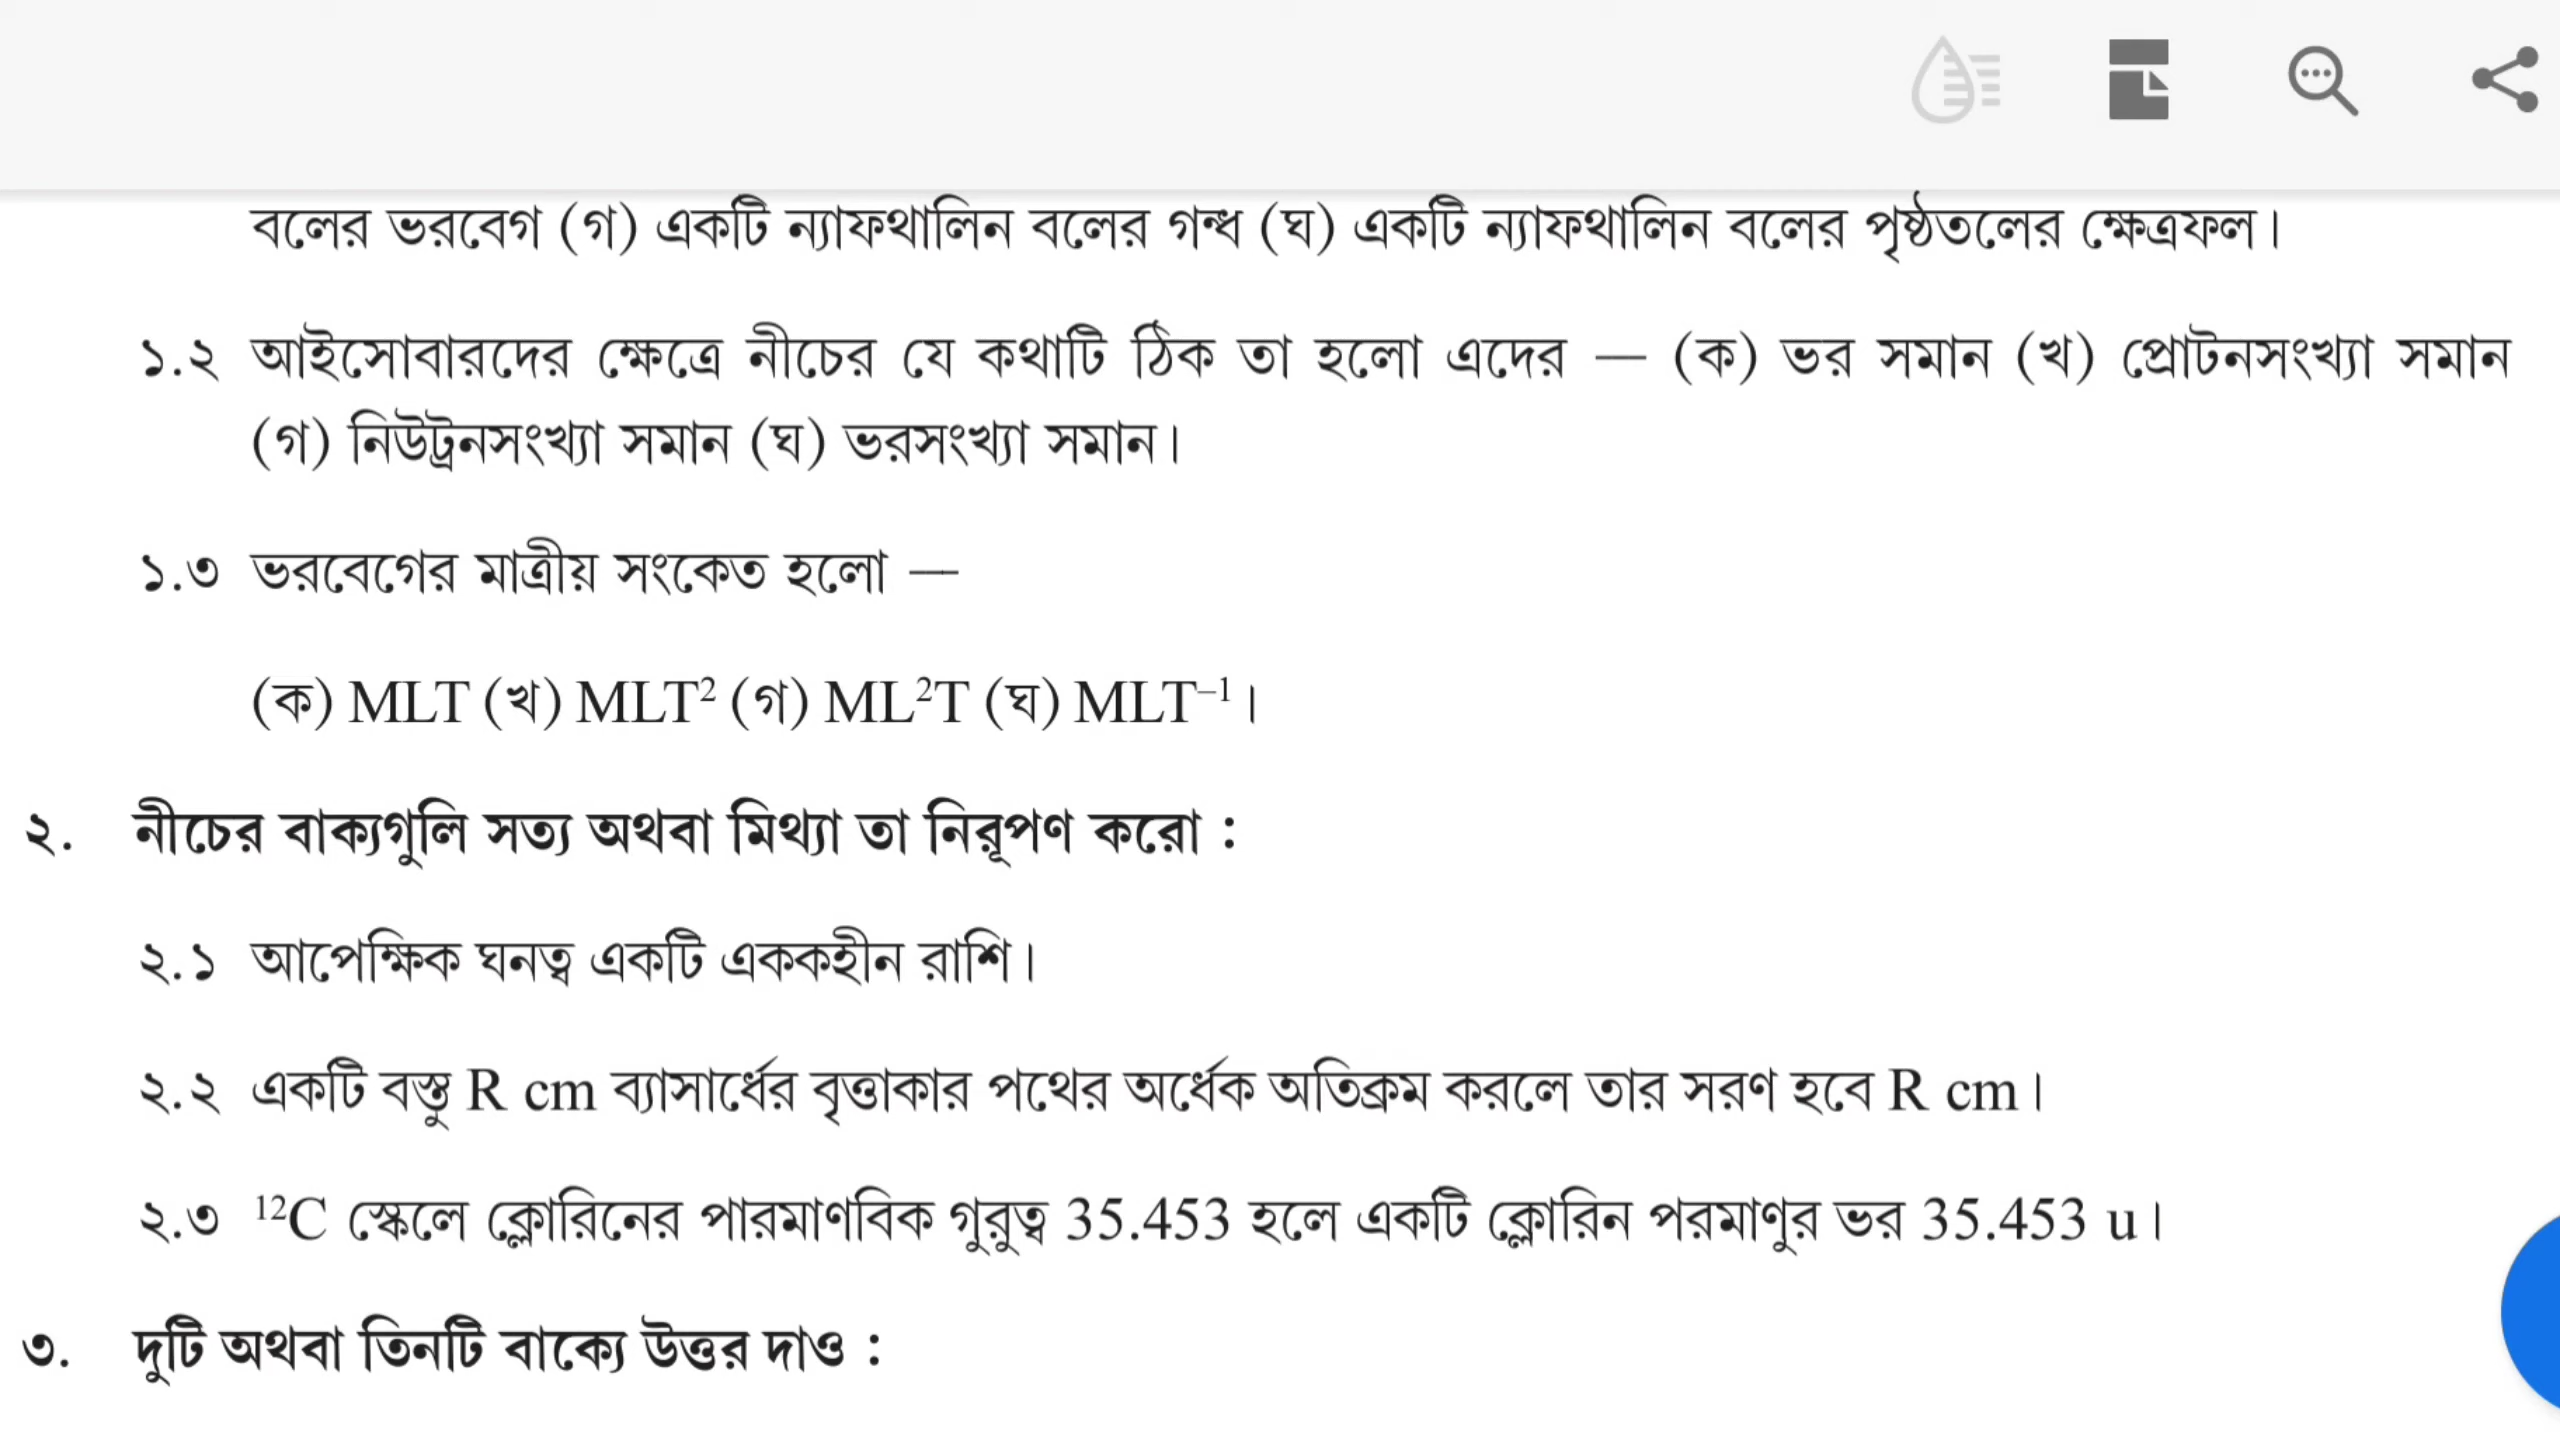 বলের ভরবেগ (গ) একটি ন্যাফথালিন বলের গন্ধ (ঘ) একটি ন্যাফথালিন বলের পৃষ্ঠতলের ক্ষেত্রফল।
১.২ আইসোবারদের ক্ষেত্রে নীচের যে কথাটি ঠিক তা হলো এদের — (ক) ভর সমান (খ) প্রোটনসংখ্যা সমান
(গ) নিউট্রনসংখ্যা সমান (ঘ) ভরসংখ্যা সমান।
১.৩ ভরবেগের মাত্রীয় সংকেত হলো —
(ক) MLT (খ) MLT² (গ) ML²T (ঘ) MLT⁻¹।
২. নীচের বাক্যগুলি সত্য অথবা মিথ্যা তা নিরূপণ করো :
২.১ আপেক্ষিক ঘনত্ব একটি এককহীন রাশি।
২.২ একটি বস্তু R cm ব্যাসার্ধের বৃত্তাকার পথের অর্ধেক অতিক্রম করলে তার সরণ হবে R cm।
২.৩ ¹²C স্কেলে ক্লোরিনের পারমাণবিক গুরুত্ব 35.453 হলে একটি ক্লোরিন পরমাণুর ভর 35.453 u।
৩. দুটি অথবা তিনটি বাক্যে উত্তর দাও :